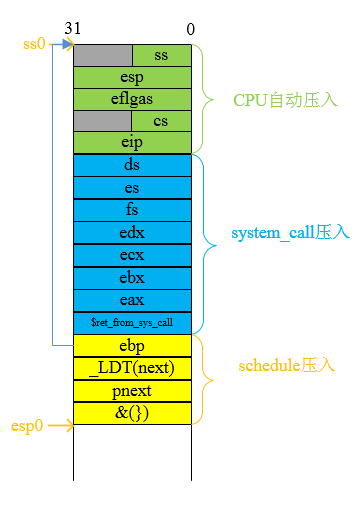 31 0
ss0
ss
esp
eflgas
cs
eip
CPU自动压入
ds
es
fs
edx
ecx
ebx
eax
$ret_from_sys_call
system_call压入
ebp
_LDT(next)
pnext
&(})
schedule压入
esp0